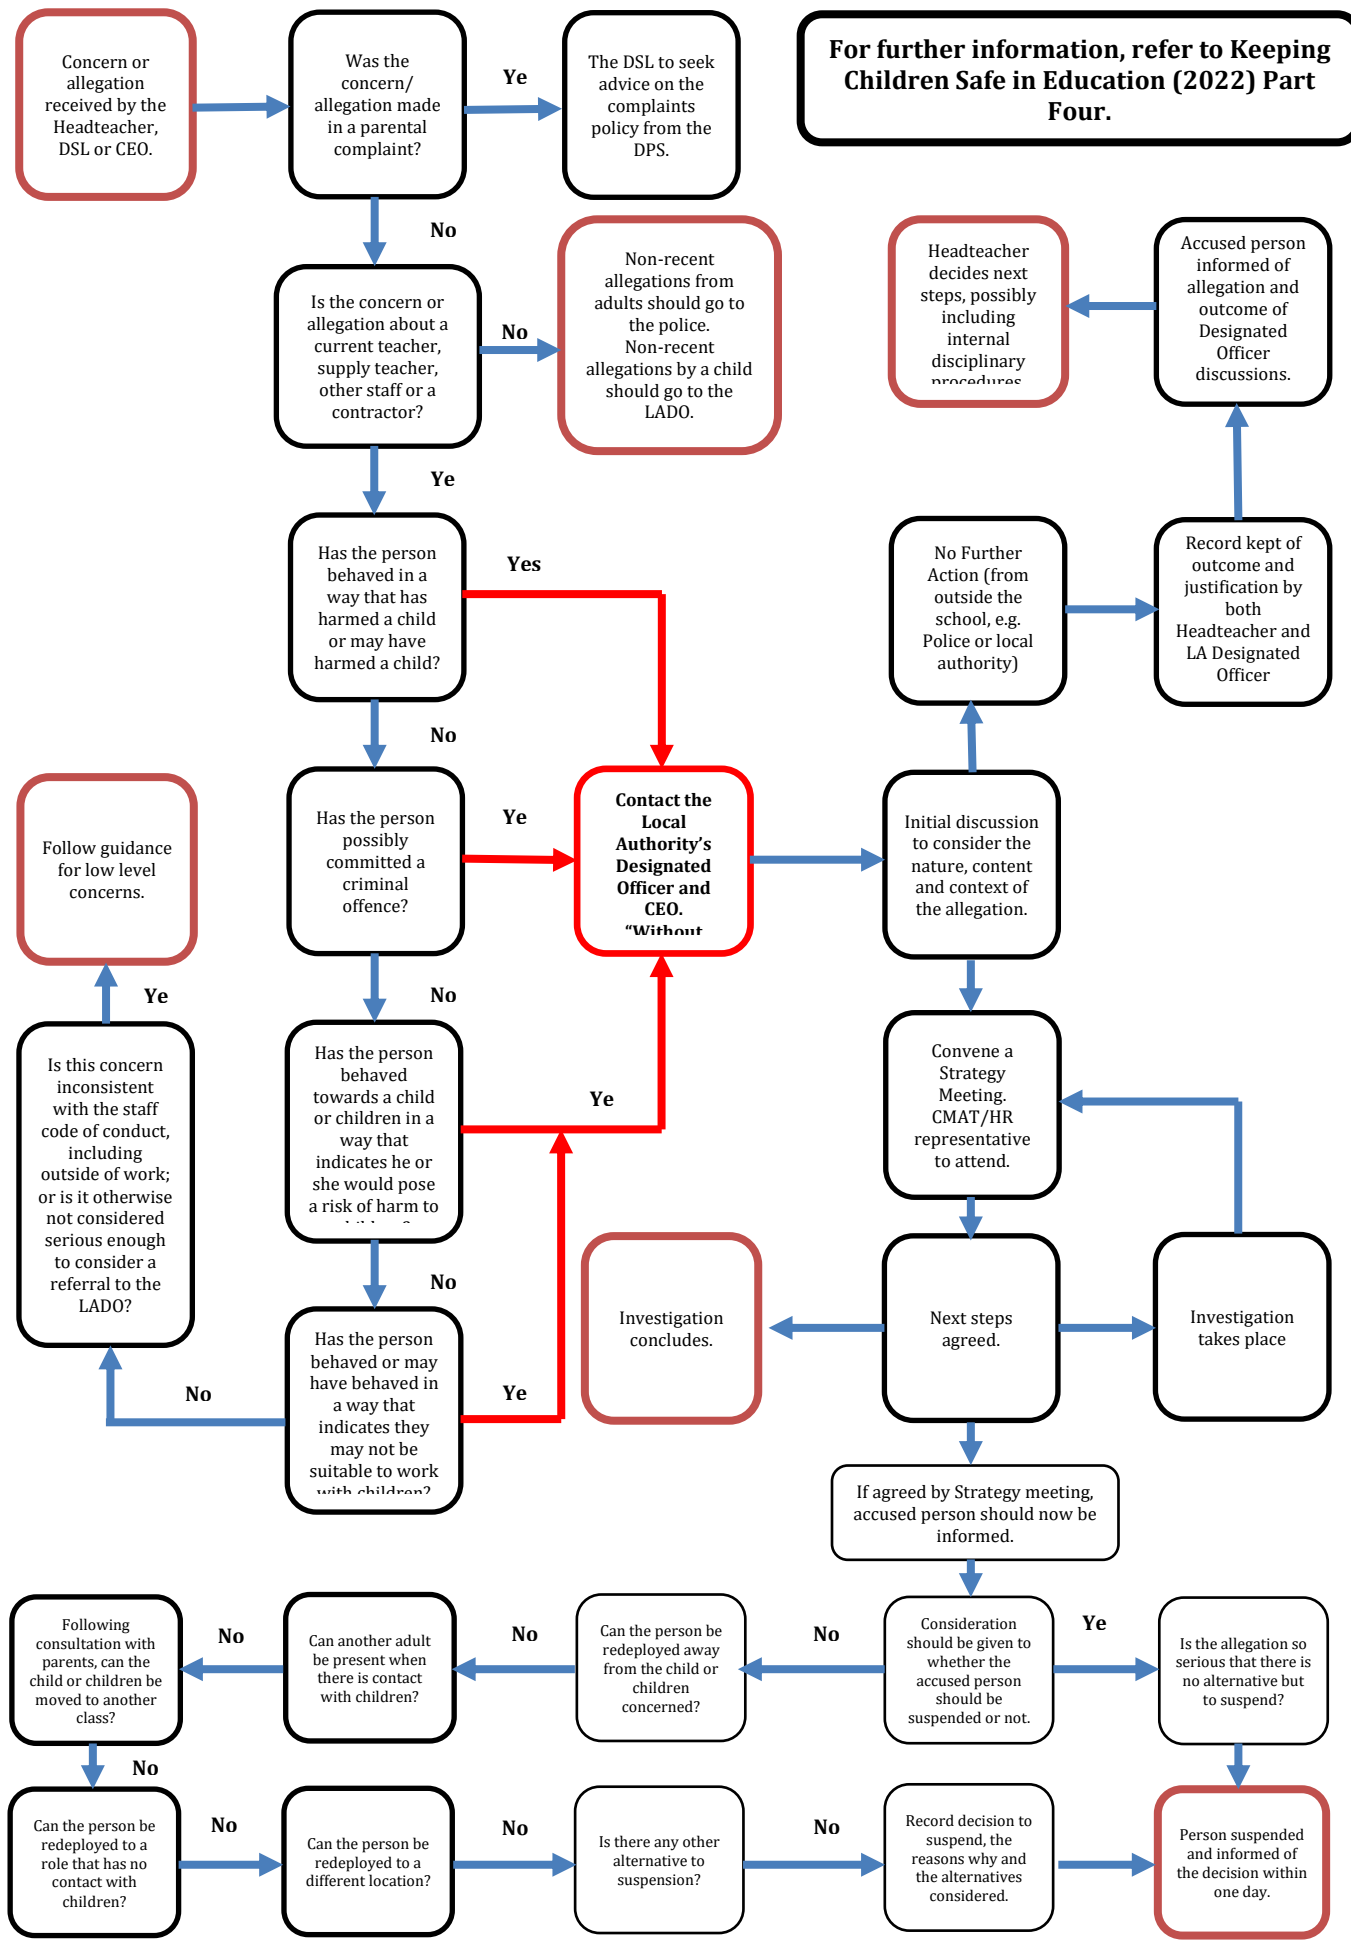 Concern or
allegation
received by the
Headteacher,
DSL or CEO.
Was the
concern/
allegation made
in a parental
complaint?
Ye
The DSL to seek
advice on the
complaints
policy from the
DPS.
For further information, refer to Keeping
Children Safe in Education (2022) Part
Four.
No
Is the concern or
allegation about a
current teacher,
supply teacher,
other staff or a
contractor?
No
Non-recent
allegations from
adults should go to
the police.
Non-recent
allegations by a child
should go to the
LADO.
Headteacher
decides next
steps, possibly
including
internal
disciplinary
procedures
Accused person
informed of
allegation and
outcome of
Designated
Officer
discussions.
Ye
Has the person
behaved in a
way that has
harmed a child
or may have
harmed a child?
Yes
No Further
Action (from
outside the
school, e.g.
Police or local
authority)
Record kept of
outcome and
justification by
both
Headteacher and
LA Designated
Officer
No
Follow guidance
for low level
concerns.
Has the person
possibly
committed a
criminal
offence?
Ye
Contact the
Local
Authority's
Designated
Officer and
CEO.
"Without
Initial discussion
to consider the
nature, content
and context of
the allegation.
Ye
No
Is this concern
inconsistent
with the staff
code of conduct,
including
outside of work;
or is it otherwise
not considered
serious enough
to consider a
referral to the
LADO?
Has the person
behaved
towards a child
or children in a
way that
indicates he or
she would pose
a risk of harm to
Ye
Convene a
Strategy
Meeting.
CMAT/HR
representative
to attend.
No
Has the person
behaved or may
have behaved in
a way that
indicates they
may not be
suitable to work
with children?
No
Ye
Investigation
concludes.
Next steps
agreed.
Investigation
takes place
If agreed by Strategy meeting,
accused person should now be
informed.
Following
consultation with
parents, can the
child or children be
moved to another
class?
No
Can another adult
be present when
there is contact
with children?
No
Can the person be
redeployed away
from the child or
children
concerned?
No
Consideration
should be given to
whether the
accused person
should be
suspended or not.
Ye
Is the allegation so
serious that there is
no alternative but
to suspend?
No
Can the person be
redeployed to a
role that has no
contact with
children?
No
Can the person be
redeployed to a
different location?
No
Is there any other
alternative to
suspension?
No
Record decision to
suspend, the
reasons why and
the alternatives
considered.
Person suspended
and informed of
the decision within
one day.